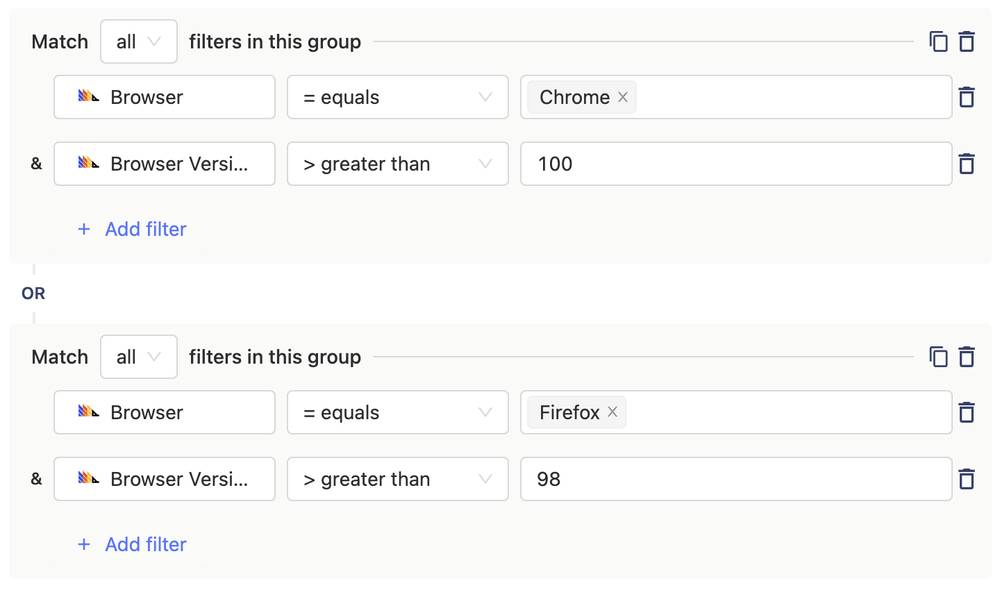 Match all filters in this group
Browser = equals Chrome ×
& Browser Versi... > greater than 100
+ Add filter
OR
Match all filters in this group
Browser = equals Firefox ×
& Browser Versi... > greater than 98
+ Add filter